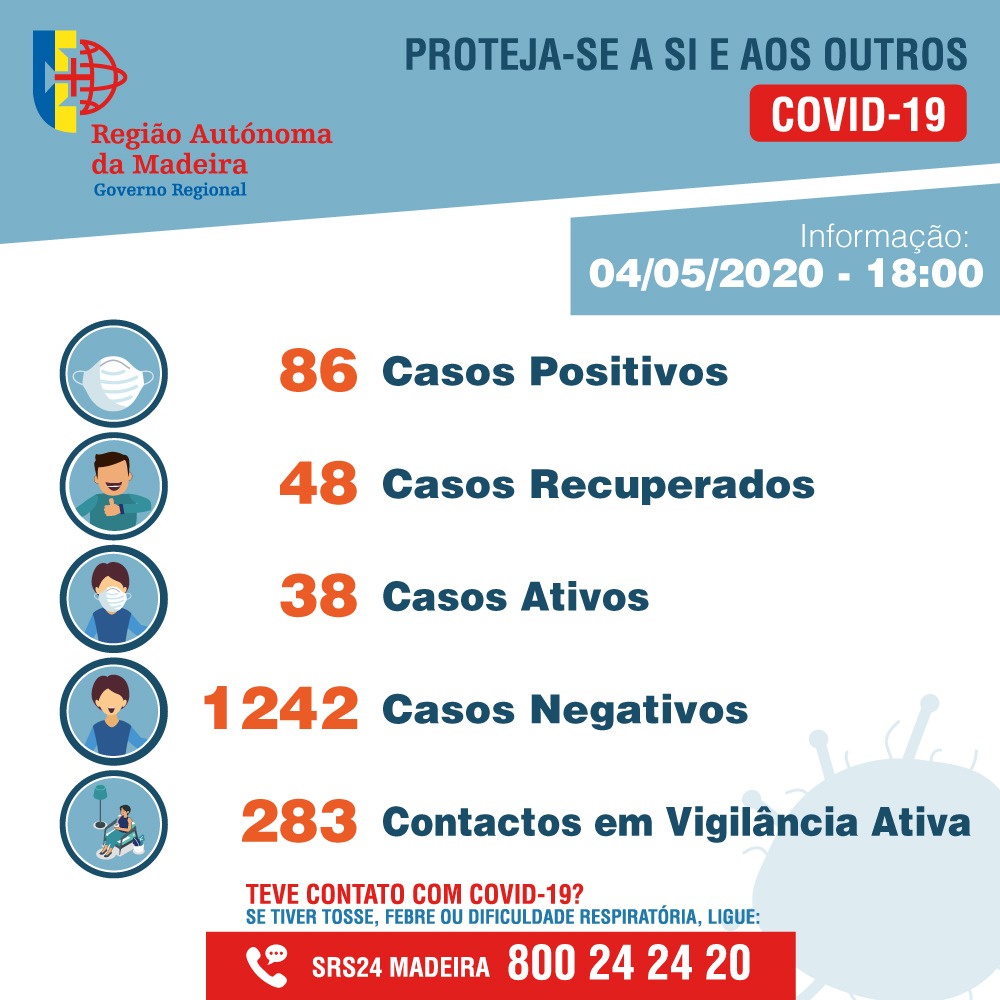 PROTEJA-SE A SI E AOS OUTROS
COVID-19
Região Autónoma
da Madeira
Governo Regional
Informação:
04/05/2020 - 18:00
86 Casos Positivos
48 Casos Recuperados
38 Casos Ativos
1242 Casos Negativos
283 Contactos em Vigilância Ativa
TEVE CONTATO COM COVID-19?
SE TIVER TOSSE, FEBRE OU DIFICULDADE RESPIRATÓRIA, LIGUE:
SRS24 MADEIRA 800 24 24 20